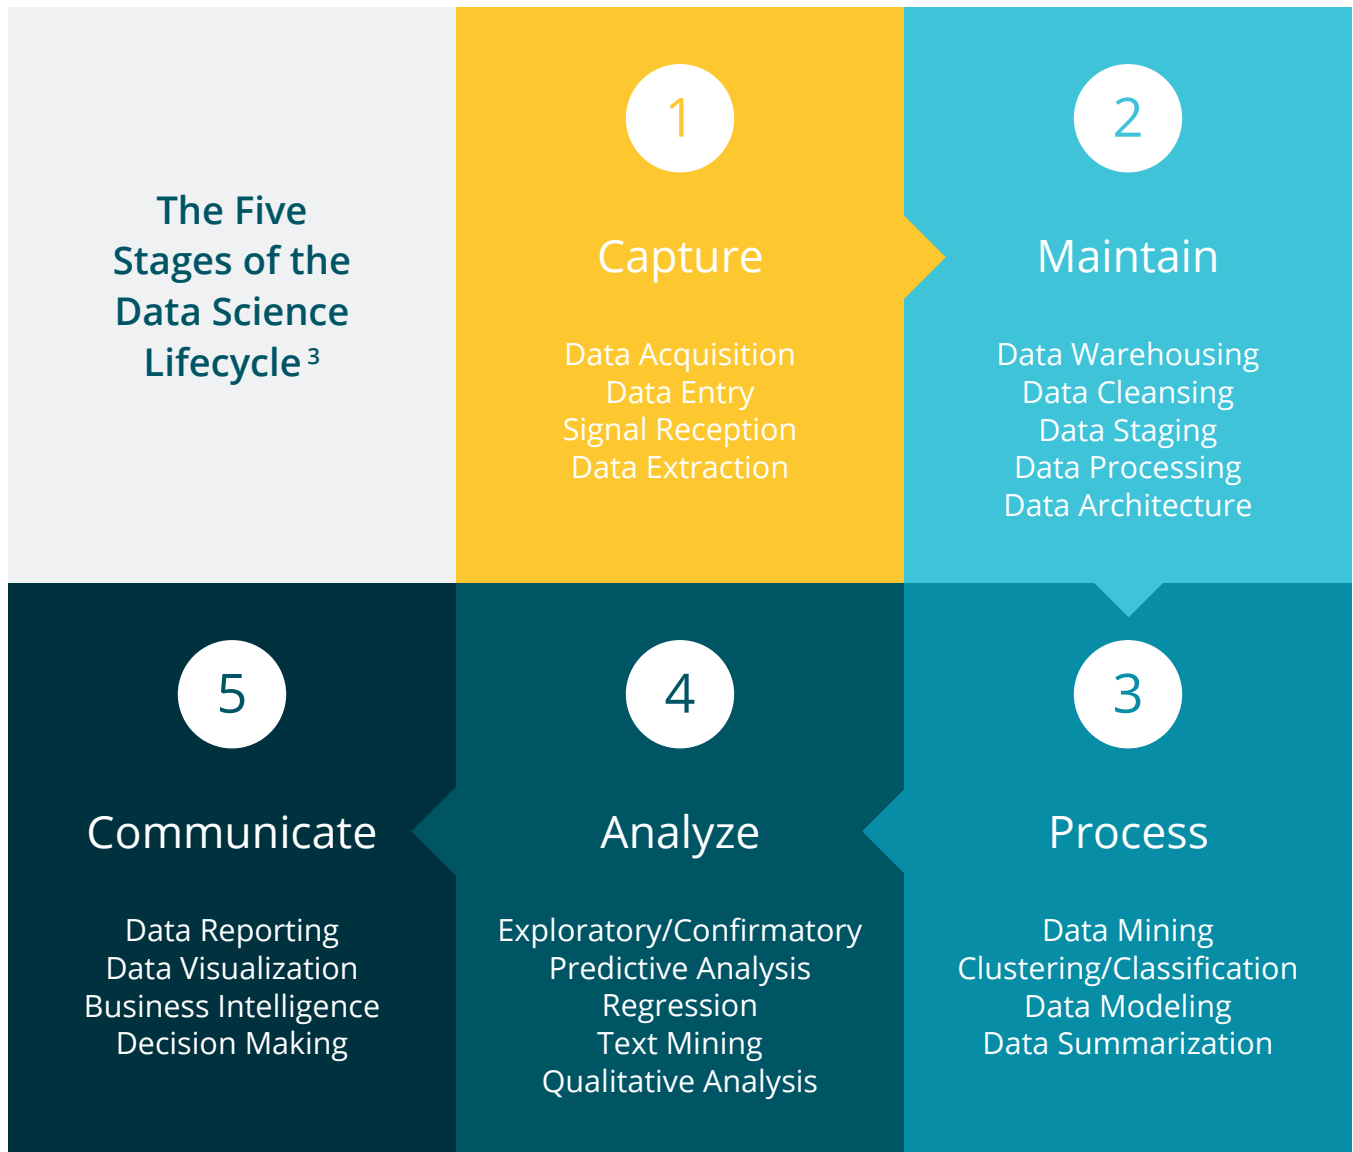 The Five
Stages of the
Data Science
Lifecycle 3
1
Capture
Data Acquisition
Data Entry
Signal Reception
Data Extraction
2
Maintain
Data Warehousing
Data Cleansing
Data Staging
Data Processing
Data Architecture
3
Process
Data Mining
Clustering/Classification
Data Modeling
Data Summarization
4
Analyze
Exploratory/Confirmatory
Predictive Analysis
Regression
Text Mining
Qualitative Analysis
5
Communicate
Data Reporting
Data Visualization
Business Intelligence
Decision Making